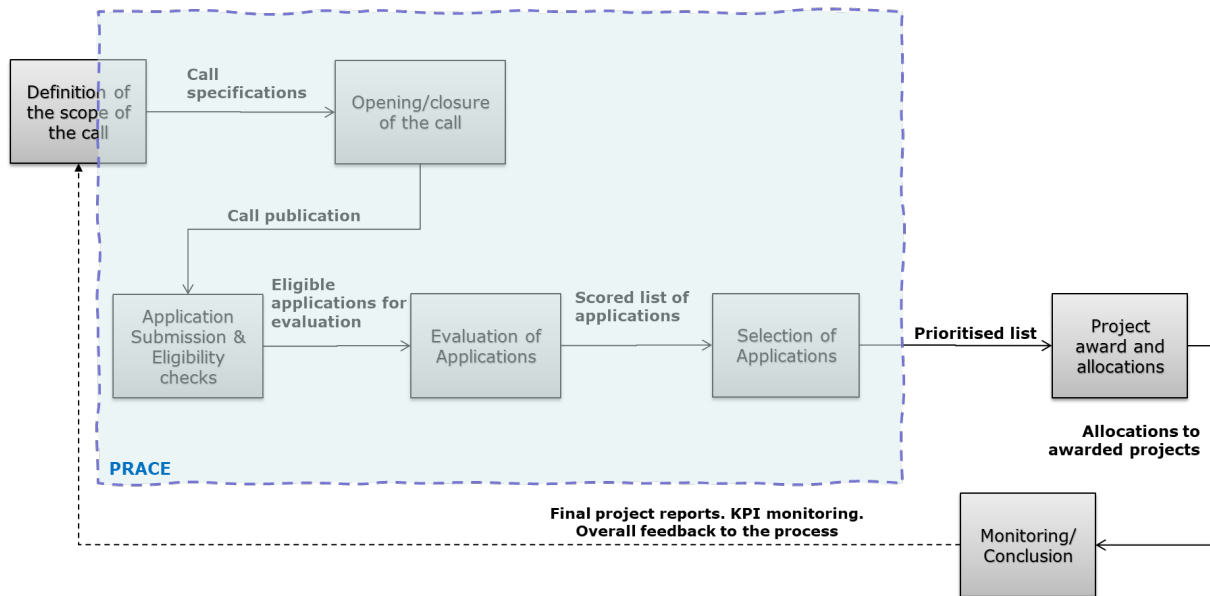 Definition of
the scope of
the call
Call
specifications
Opening/closure
of the call
Call publication
Application
Submission &
Eligibility
checks
Eligible
applications for
evaluation
Evaluation of
Applications
Scored list of
applications
Selection of
Applications
Prioritised list
Project
award and
allocations
Allocations to
awarded projects
PRACE
Final project reports. KPI monitoring.
Overall feedback to the process
Monitoring/
Conclusion